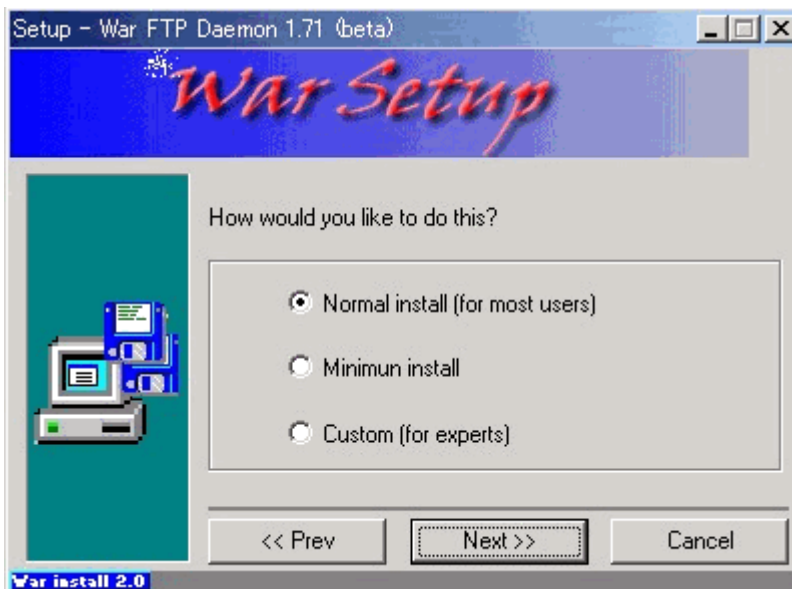 Setup - War FTP Daemon 1.71 (beta)
War Setup
How would you like to do this?
Normal install (for most users)
Minimun install
Custom (for experts)
<< Prev
Next >>
Cancel
War install 2.0